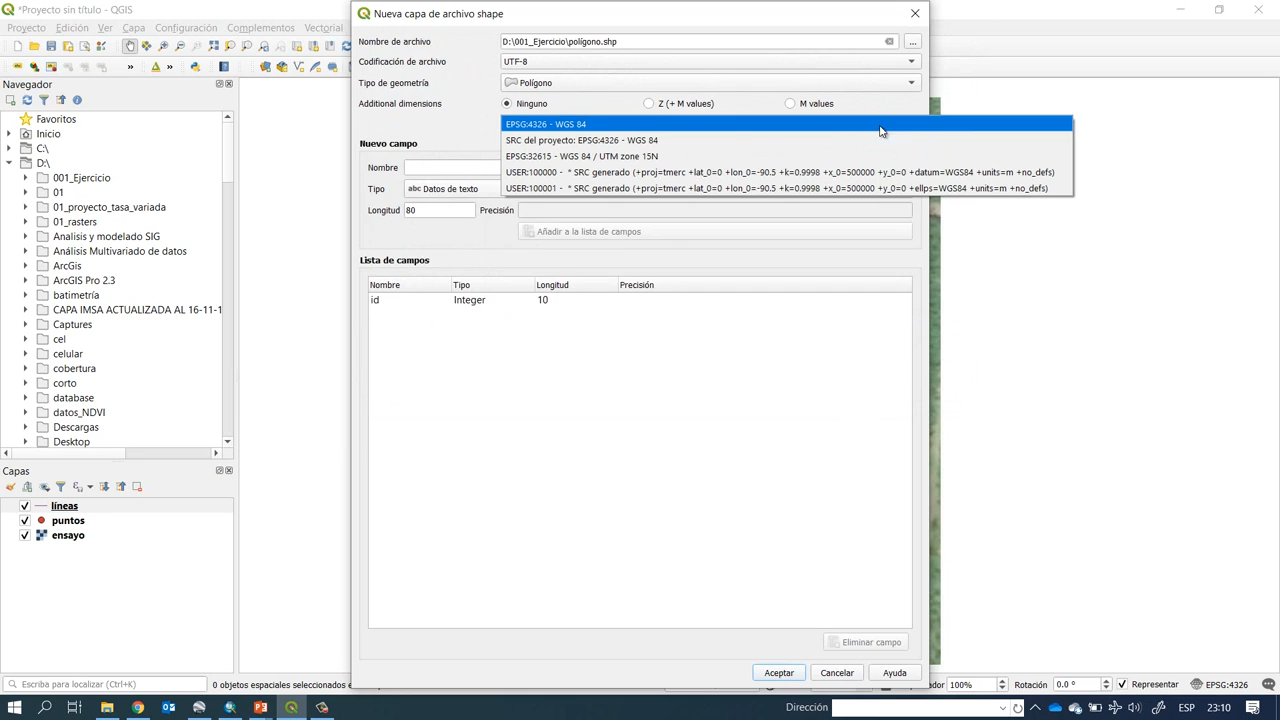 *Proyecto sin título - QGIS
Proyecto Edición Ver Capa Configuración Complementos Vectorial
Nueva capa de archivo shape
Nombre de archivo D:\001_Ejercicio\polígono.shp ...
Codificación de archivo UTF-8
Tipo de geometría Polígono
Additional dimensions Ninguno Z (+ M values) M values
EPSG:4326 - WGS 84
SRC del proyecto: EPSG:4326 - WGS 84
EPSG:32615 - WGS 84 / UTM zone 15N
USER:100000 - * SRC generado (+proj=tmerc +lat_0=0 +lon_0=-90.5 +k=0.9998 +x_0=500000 +y_0=0 +datum=WGS84 +units=m +no_defs)
USER:100001 - * SRC generado (+proj=tmerc +lat_0=0 +lon_0=-90.5 +k=0.9998 +x_0=500000 +y_0=0 +ellps=WGS84 +units=m +no_defs)
Nuevo campo
Nombre
Tipo abc Datos de texto
Longitud 80 Precisión
Añadir a la lista de campos
Lista de campos
Nombre Tipo Longitud Precisión
id Integer 10
Eliminar campo
Aceptar Cancelar Ayuda
Navegador
Favoritos
Inicio
C:\
D:\
001_Ejercicio
01
01_proyecto_tasa_variada
01_rasters
Analisis y modelado SIG
Análisis Multivariado de datos
ArcGis
ArcGIS Pro 2.3
batimetría
CAPA IMSA ACTUALIZADA AL 16-11-1
Captures
cel
celular
cobertura
corto
database
datos_NDVI
Descargas
Desktop
Capas
líneas
puntos
ensayo
Escriba para localizar (Ctrl+K) 0 objetos espaciales seleccionados e
100% Rotación 0.0 ° Representar EPSG:4326
Dirección ESP 23:10